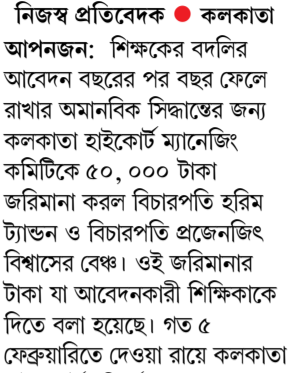 নিজস্ব প্রতিবেদক ● কলকাতা
আপনজন: শিক্ষকের বদলির
আবেদন বছরের পর বছর ফেলে
রাখার অমানবিক সিদ্ধান্তের জন্য
কলকাতা হাইকোর্ট ম্যানেজিং
কমিটিকে ৫০, ০০০ টাকা
জরিমানা করল বিচারপতি হরিম
ট্যান্ডন ও বিচারপতি প্রজেনজিৎ
বিশ্বাসের বেঞ্চ। ওই জরিমানার
টাকা যা আবেদনকারী শিক্ষিকাকে
দিতে বলা হয়েছে। গত ৫
ফেব্রুয়ারিতে দেওয়া রায়ে কলকাতা